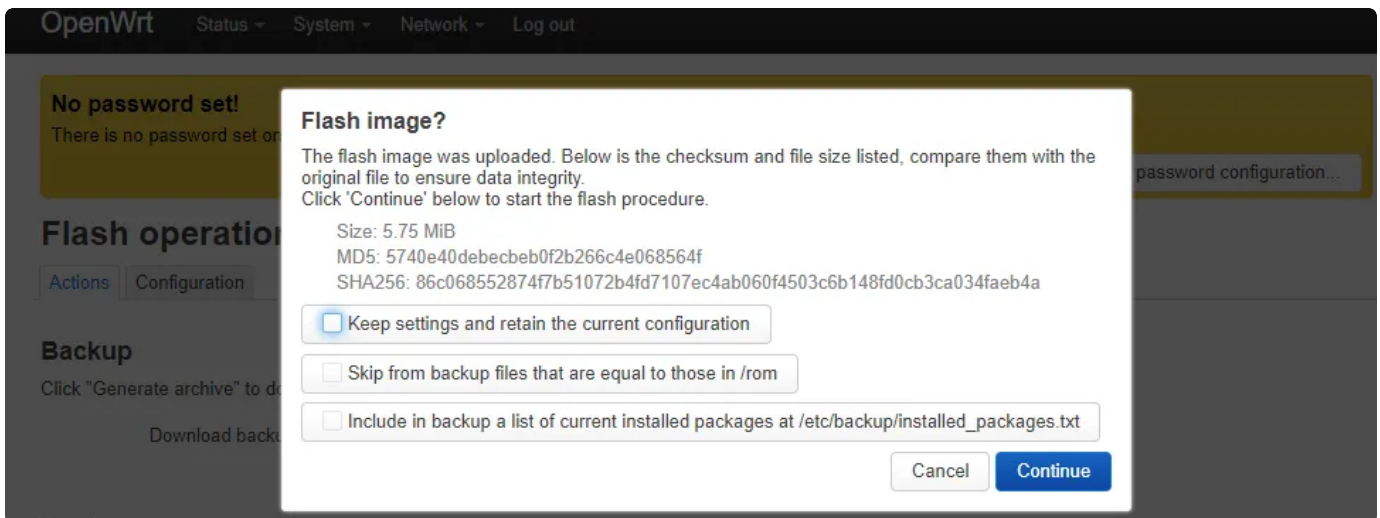 OpenWrt Status System Network Log out
No password set!
There is no password set on
password configuration...
Flash operation
Actions Configuration
Backup
Click "Generate archive" to do
Download backu
Flash image?
The flash image was uploaded. Below is the checksum and file size listed, compare them with the
original file to ensure data integrity.
Click 'Continue' below to start the flash procedure.
Size: 5.75 MiB
MD5: 5740e40debecbeb0f2b266c4e068564f
SHA256: 86c068552874f7b51072b4fd7107ec4ab060f4503c6b148fd0cb3ca034faeb4a
Keep settings and retain the current configuration
Skip from backup files that are equal to those in /rom
Include in backup a list of current installed packages at /etc/backup/installed_packages.txt
Cancel Continue